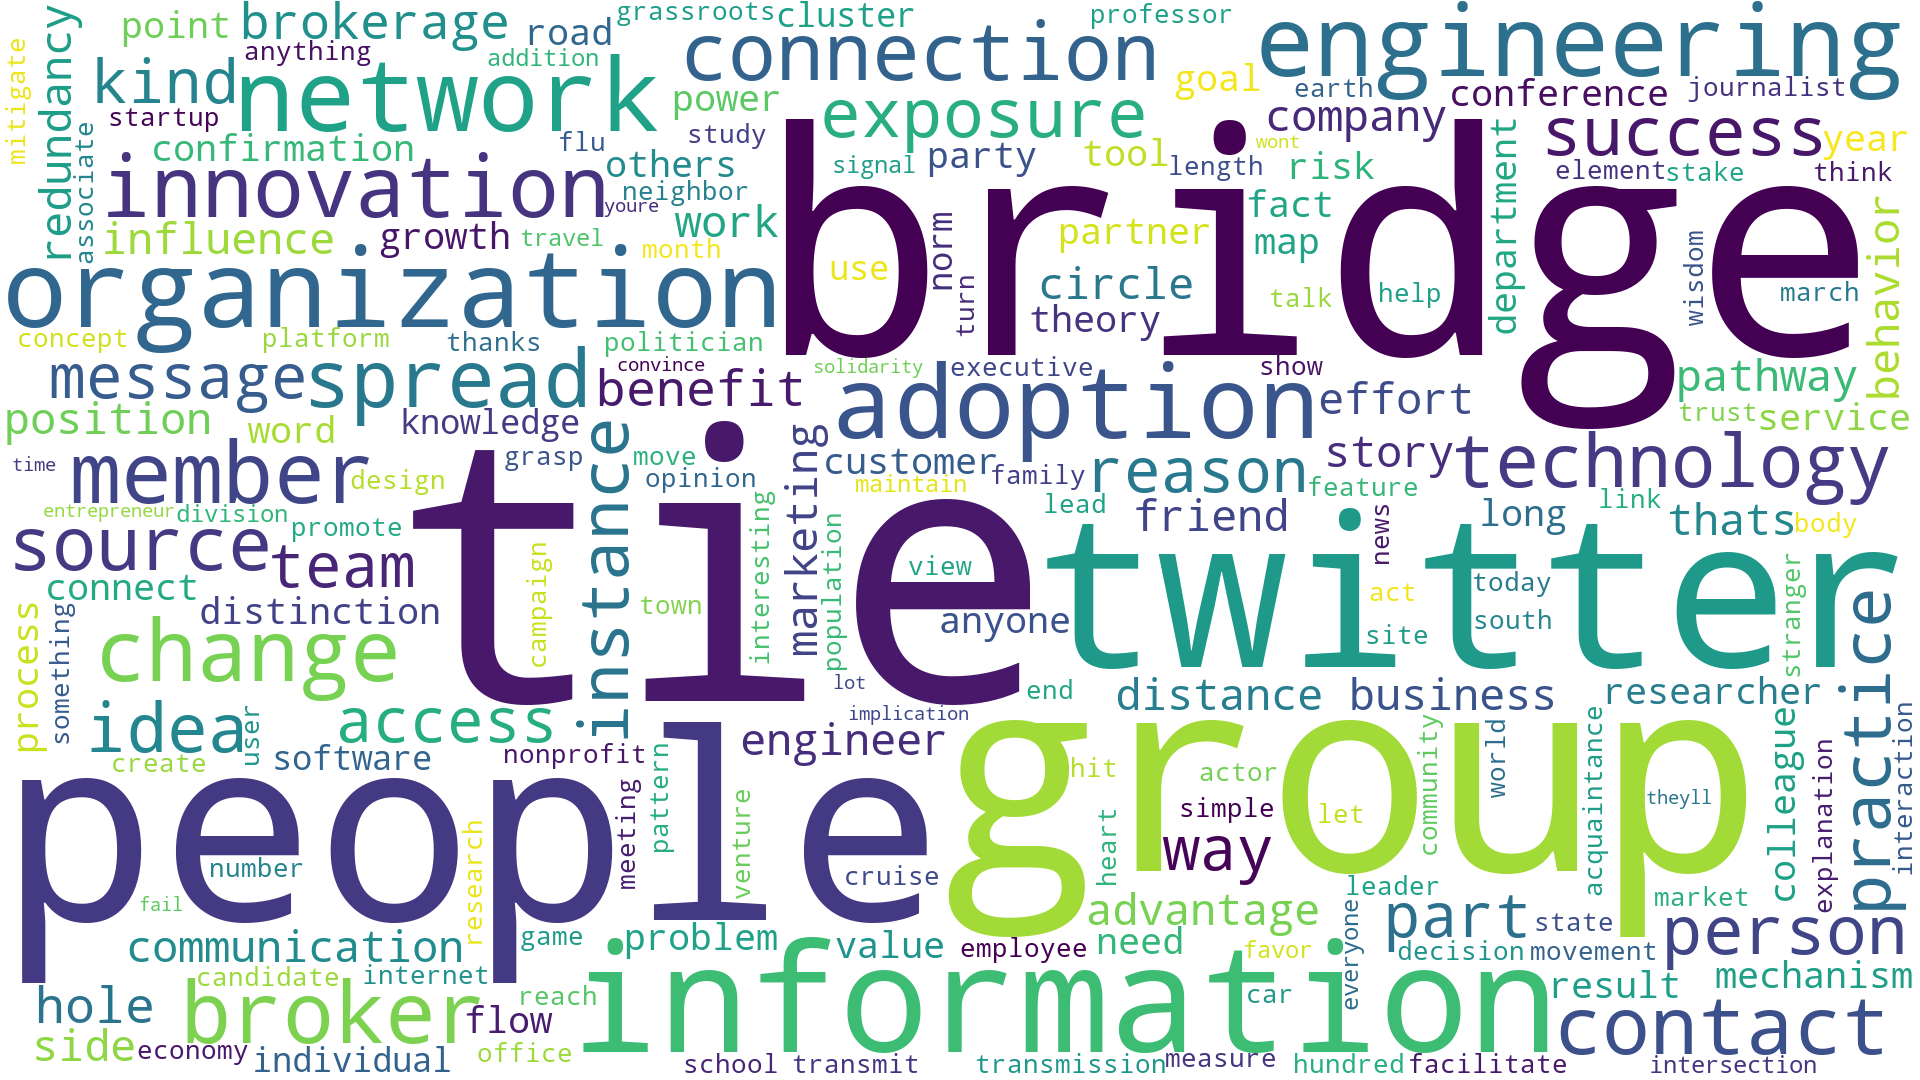 grassroots
cluster
professor
point
brokerage
road
engineering
redundancy
anything
addition
connection
mitigate
kind
network
goal
earth
conference
journalist
startup
power
exposure
company
success
year
study
confirmation
flu
others
signal
party
tool
length
wont
risk
element
stake
think
associate
innovation
neighbor
youre
work
bridge
fact
department
influence
growth
travel
month
norm
partner
map
behavior
organization
use
turn
circle
talk
help
wisdom
march
theory
concept
platform
thanks
politician
convince
solidarity
executive
show
message
spread
benefit
adoption
effort
pathway
position
word
knowledge
trust
service
time
member
design
grasp
move
opinion
instance
marketing
customer
family
maintain
reason
story
technology
feature
link
entrepreneur
division
promote
tie
lead
friend
long
thats
body
source
team
campaign
interesting
population
view
twitter
news
connect
distinction
town
anyone
act
today
site
south
stranger
practice
process
something
change
lot
end
distance
business
researcher
idea
user
access
implication
group
create
software
nonprofit
engineer
pattern
hit
actor
community
world
acquaintance
colleague
explanation
interaction
people
meeting
venture
simple
let
theyll
number
research
cruise
heart
way
leader
market
fail
advantage
part
state
person
communication
game
problem
value
employee
need
favor
everyone
decision
movement
candidate
internet
information
mechanism
hole
broker
reach
car
result
flow
contact
side
economy
individual
office
school
transmit
transmission
measure
hundred
facilitate
intersection